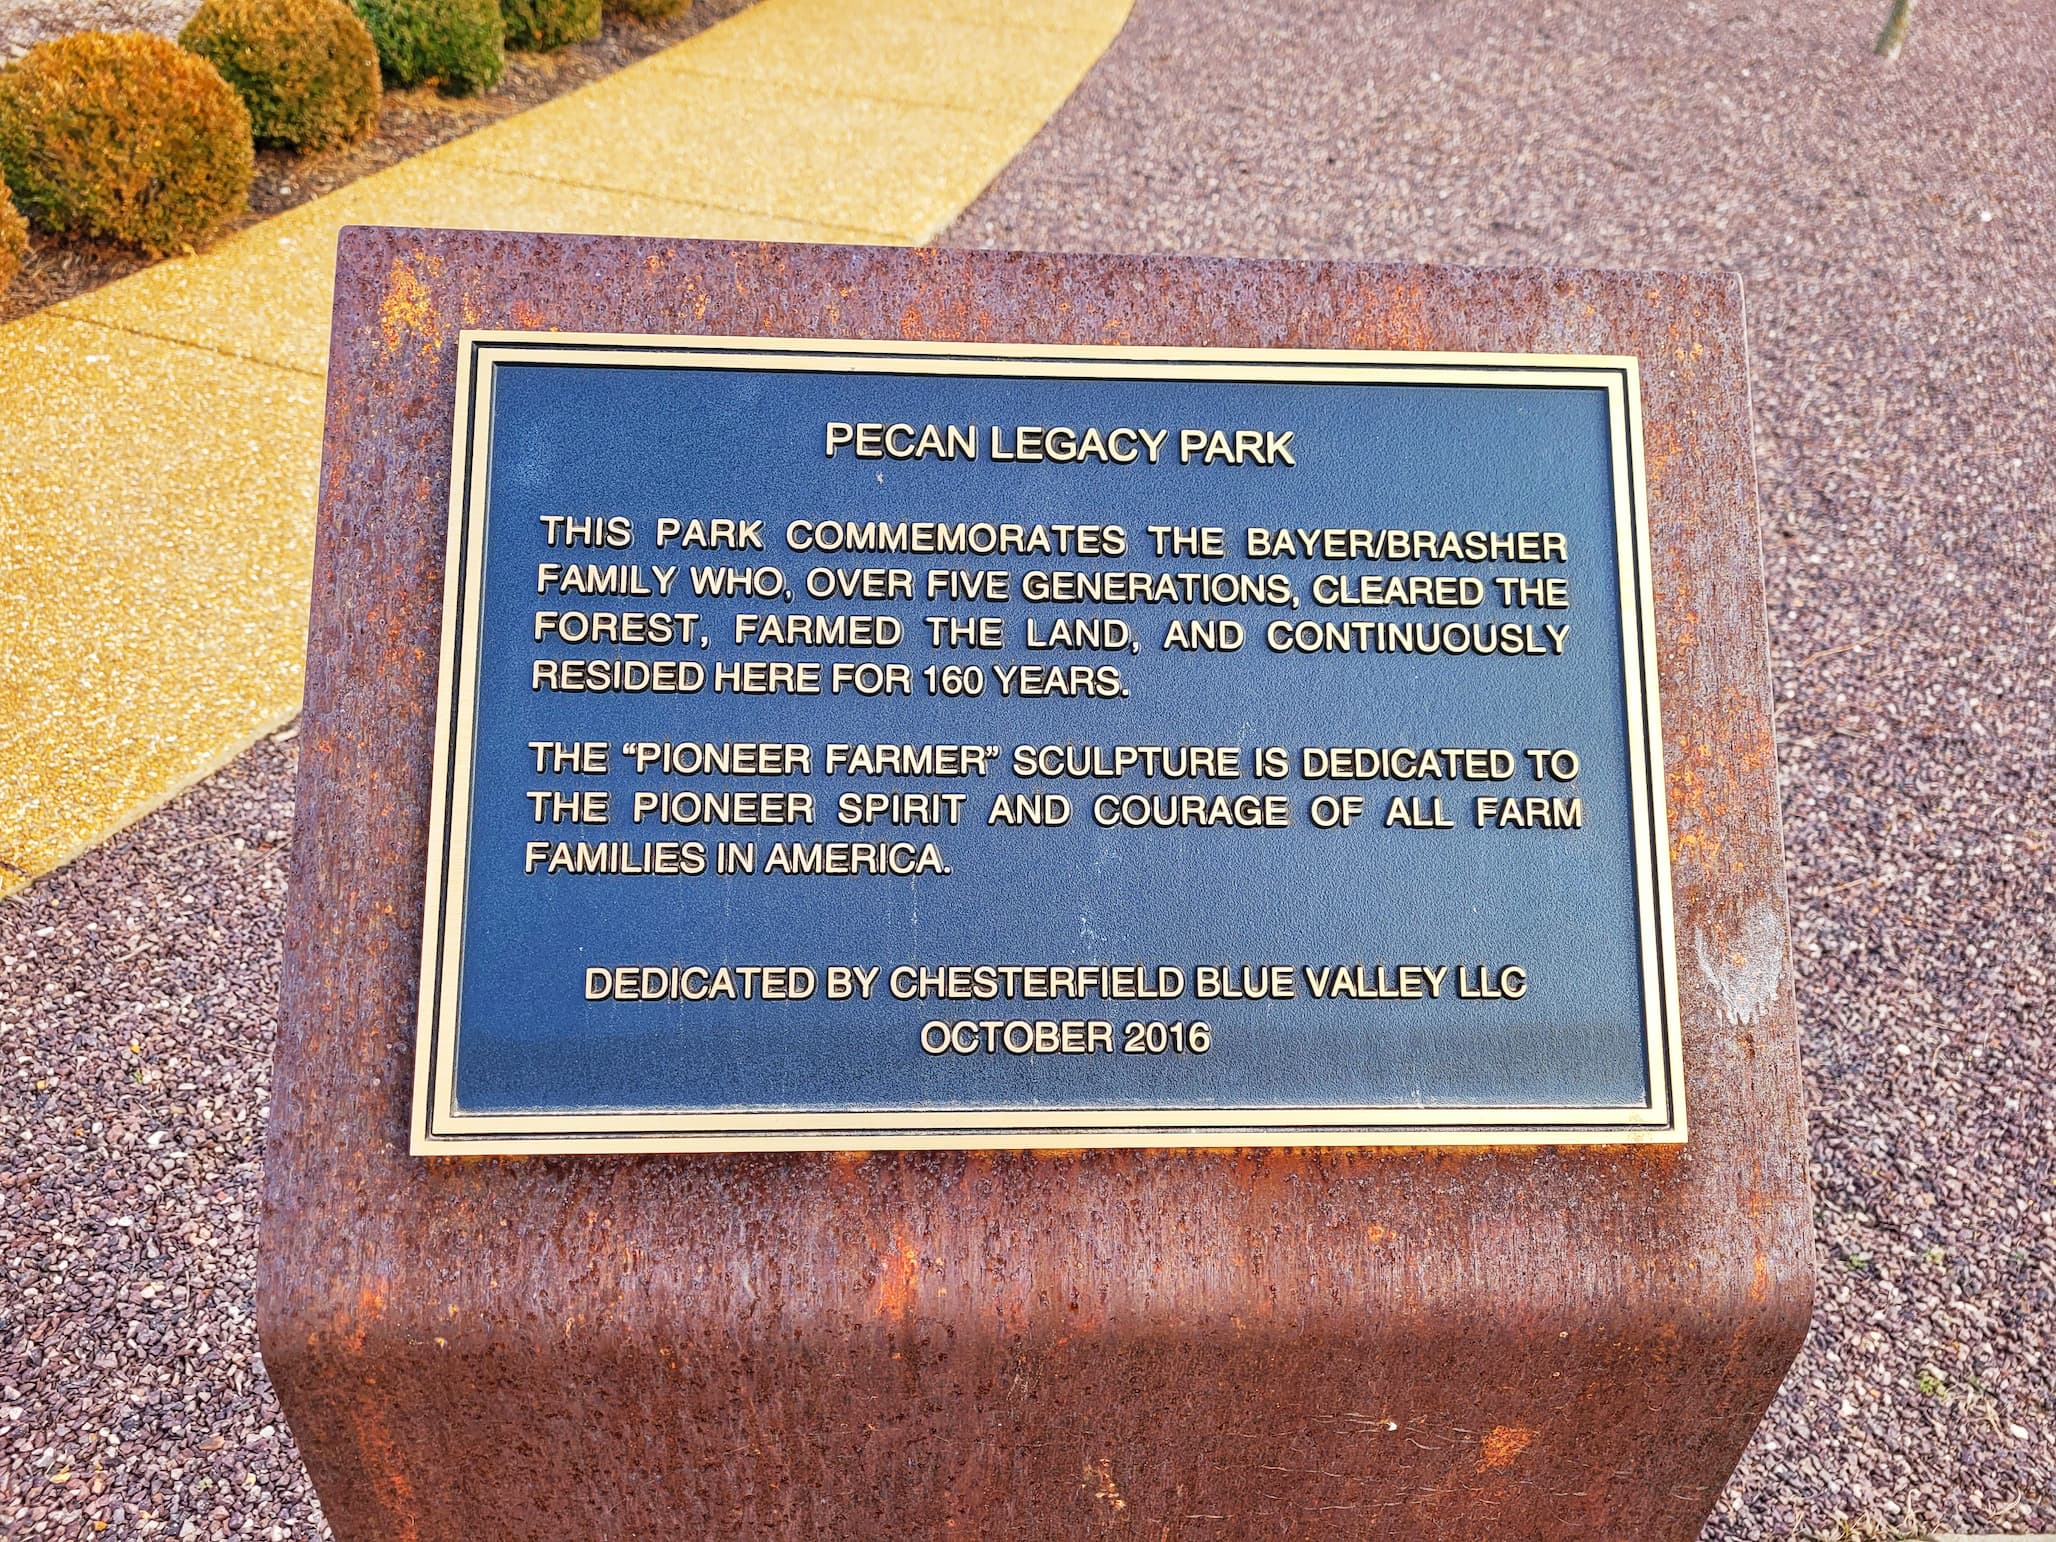 PECAN LEGACY PARK
THIS PARK COMMEMORATES THE BAYER/BRASHER
FAMILY WHO, OVER FIVE GENERATIONS, CLEARED THE
FOREST, FARMED THE LAND, AND CONTINUOUSLY
RESIDED HERE FOR 160 YEARS.
THE “PIONEER FARMER” SCULPTURE IS DEDICATED TO
THE PIONEER SPIRIT AND COURAGE OF ALL FARM
FAMILIES IN AMERICA.
DEDICATED BY CHESTERFIELD BLUE VALLEY LLC
OCTOBER 2016